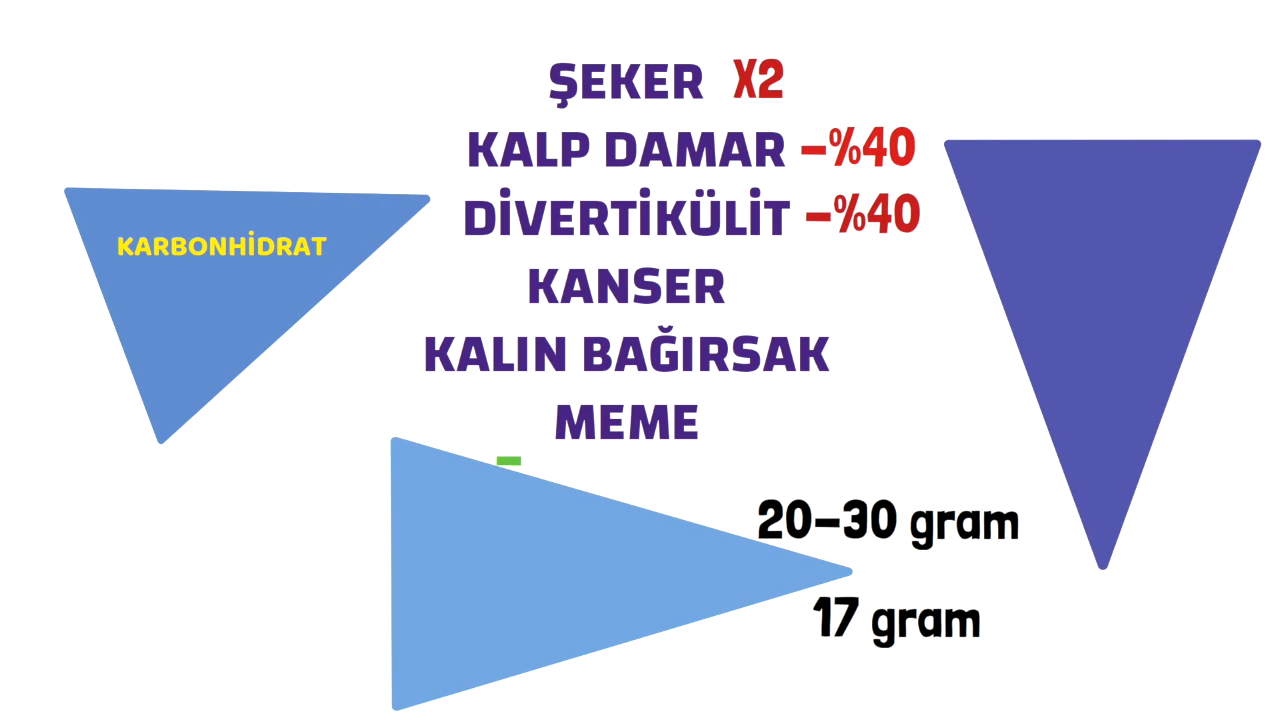 ŞEKER X2
KALP DAMAR -%40
DİVERTİKÜLİT -%40
KANSER
KALIN BAĞIRSAK
MEME
KARBONHİDRAT
20-30 gram
17 gram